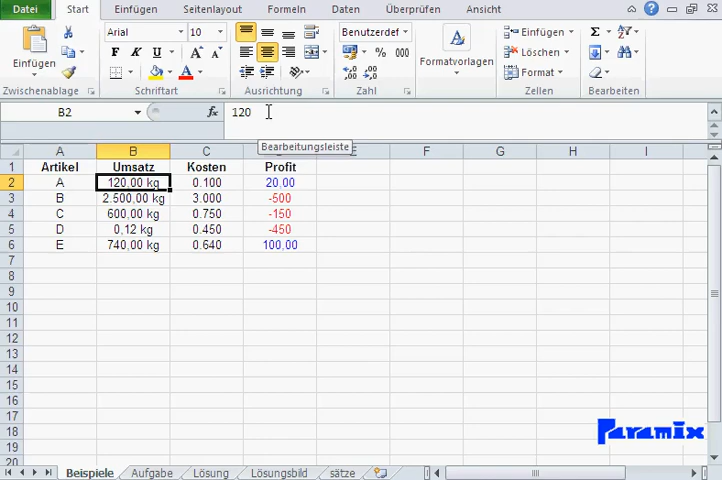 Datei Start Einfügen Seitenlayout Formeln Daten Überprüfen Ansicht
Einfügen
Zwischenablage
Arial 10
F K U
Schriftart
Ausrichtung
Benutzerdef
% 000
Zahl
Formatvorlagen
Einfügen
Löschen
Format
Zellen
Σ
Bearbeiten
B2 fx 120
Bearbeitungsleiste
A B C E F G H I
1 Artikel Umsatz Kosten Profit
2 A 120,00 kg 0.100 20,00
3 B 2.500,00 kg 3.000 -500
4 C 600,00 kg 0.750 -150
5 D 0,12 kg 0.450 -450
6 E 740,00 kg 0.640 100,00
7
8
9
10
11
12
13
14
15
16
17
18
19
20
Paramix
Beispiele Aufgabe Lösung Lösungsbild sätze